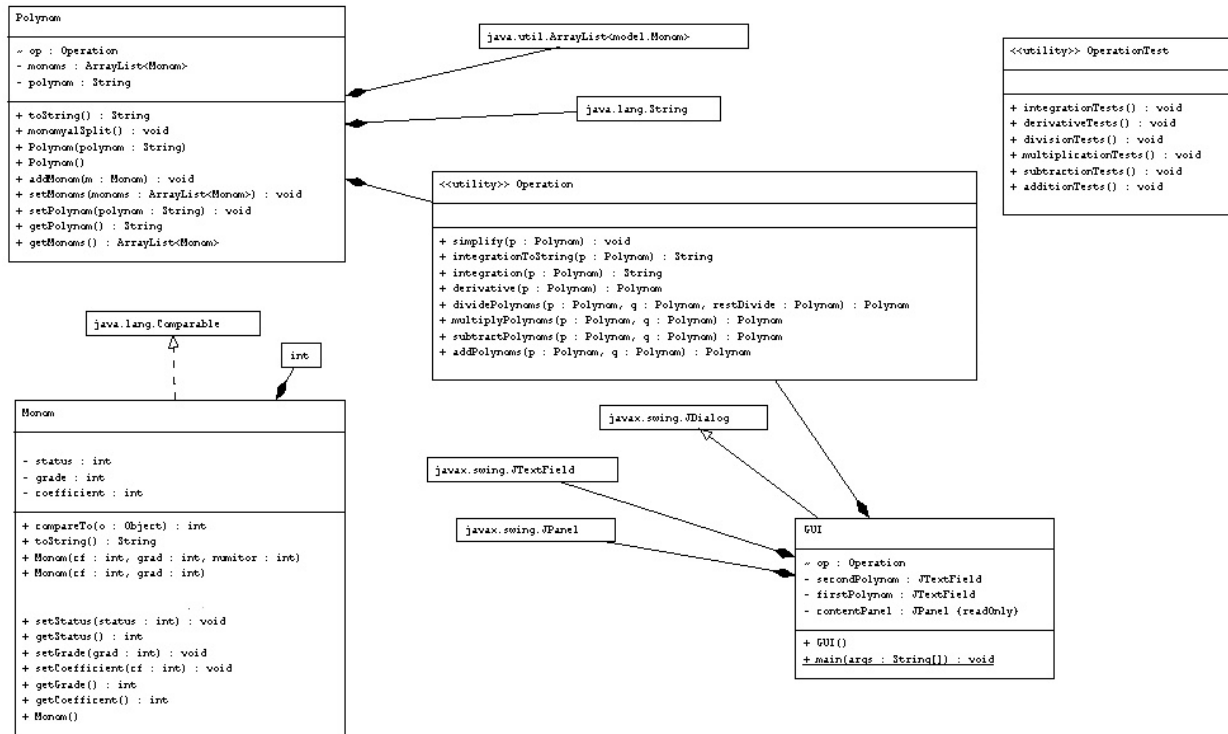 Polynom
~ op : Operation
- monoms : ArrayList<Monom>
- polynom : String
+ toString() : String
+ monomyalSplit() : void
+ Polynom(polynom : String)
+ Polynom()
+ addMonom(m : Monom) : void
+ setMonoms(monoms : ArrayList<Monom>) : void
+ setPolynom(polynom : String) : void
+ getPolynom() : String
+ getMonoms() : ArrayList<Monom>
java.util.ArrayList<model.Monom>
java.lang.String
<<utility>> OperationTest
+ integrationTests() : void
+ derivativeTests() : void
+ divisionTests() : void
+ multiplicationTests() : void
+ subtractionTests() : void
+ additionTests() : void
<<utility>> Operation
+ simplify(p : Polynom) : void
+ integrationToString(p : Polynom) : String
+ integration(p : Polynom) : String
+ derivative(p : Polynom) : Polynom
+ dividePolynoms(p : Polynom, q : Polynom, restDivide : Polynom) : Polynom
+ multiplyPolynoms(p : Polynom, q : Polynom) : Polynom
+ subtractPolynoms(p : Polynom, q : Polynom) : Polynom
+ addPolynoms(p : Polynom, q : Polynom) : Polynom
java.lang.Comparable
int
Monom
- status : int
- grade : int
- coefficient : int
+ compareTo(o : Object) : int
+ toString() : String
+ Monom(cf : int, grad : int, numitor : int)
+ Monom(cf : int, grad : int)
+ setStatus(status : int) : void
+ getStatus() : int
+ setGrade(grad : int) : void
+ setCoefficient(cf : int) : void
+ getGrade() : int
+ getCoefficent() : int
+ Monom()
javax.swing.JDialog
javax.swing.JTextField
javax.swing.JPanel
GUI
~ op : Operation
- secondPolynom : JTextField
- firstPolynom : JTextField
- contentPanel : JPanel {readOnly}
+ GUI()
+ main(args : String[]) : void